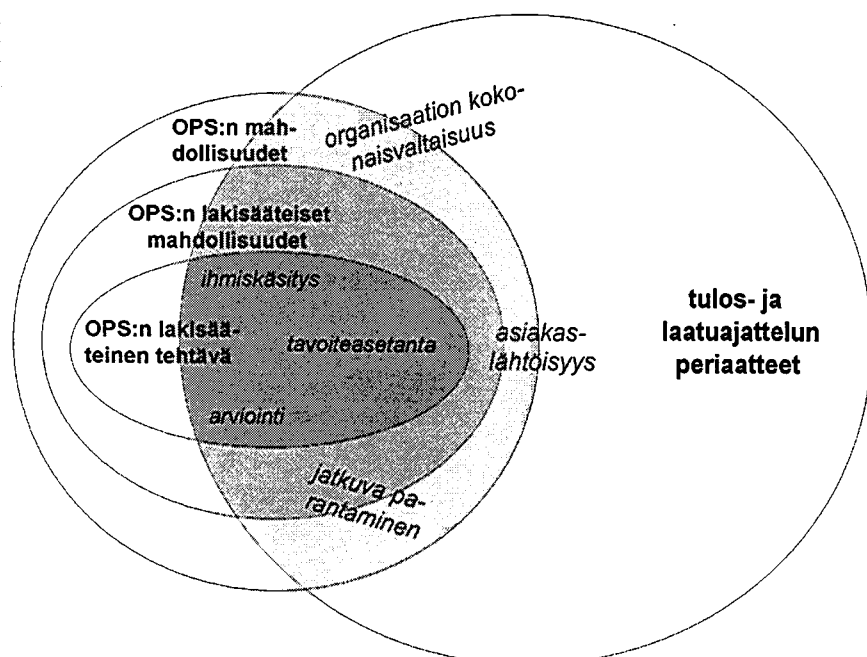 OPS:n mah-
dollisuudet
organisaation koko-
naisvaltaisuus
OPS:n lakisääteiset
mahdollisuudet
ihmiskäsitys
OPS:n lakisää-
teinen tehtävä
tavoiteasetanta
asiakas-
lähtöisyys
tulos- ja
laatuajattelun
periaatteet
arviointi
jatkuva pa-
rantaminen